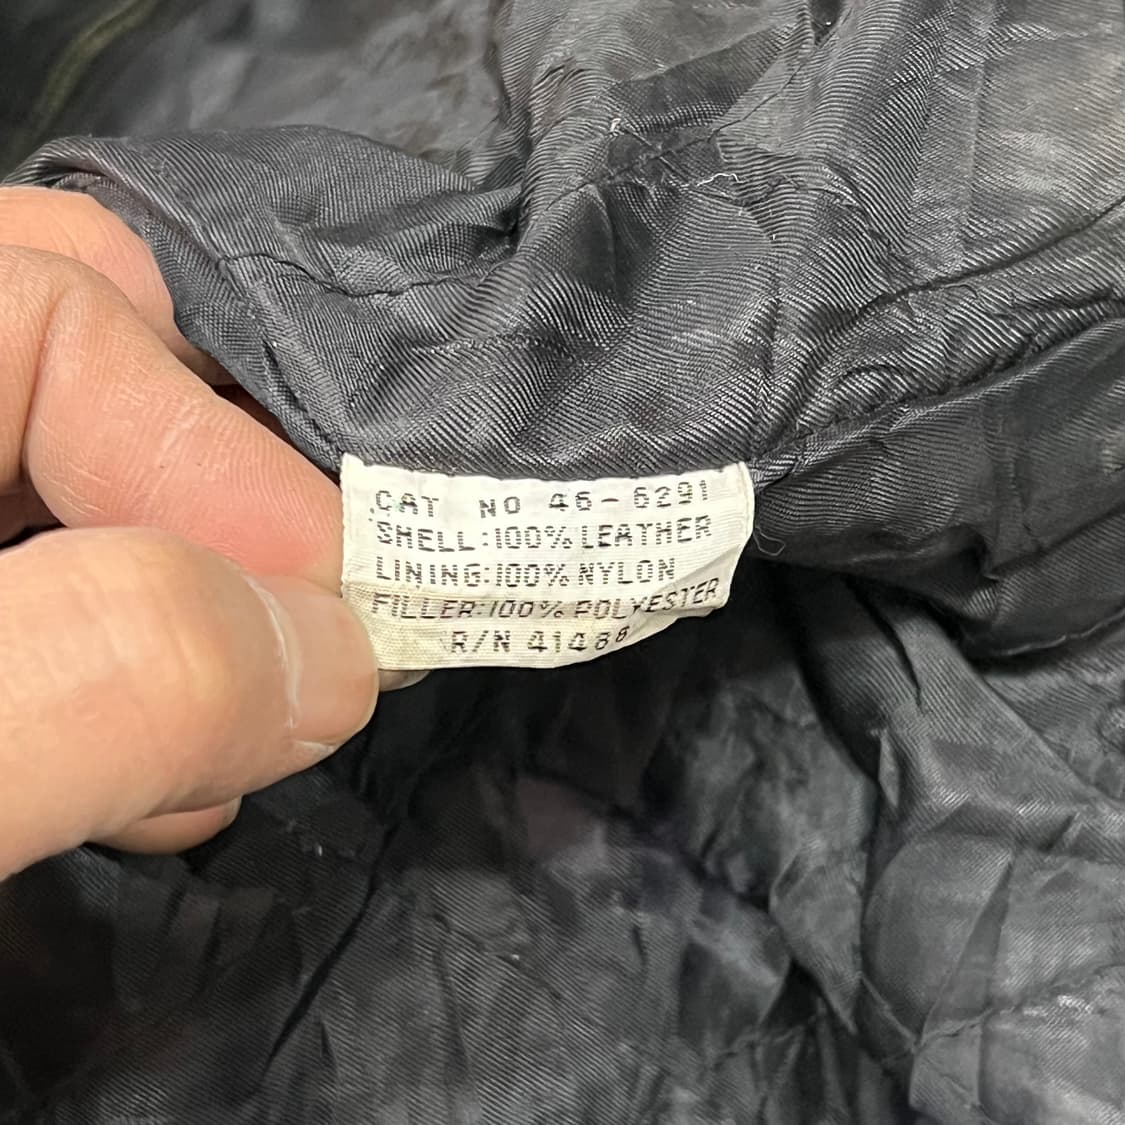 CAT NO 46-6291
SHELL:100% LEATHER
LINING:100% NYLON
FILLER:100% POLYESTER
R/N 41488